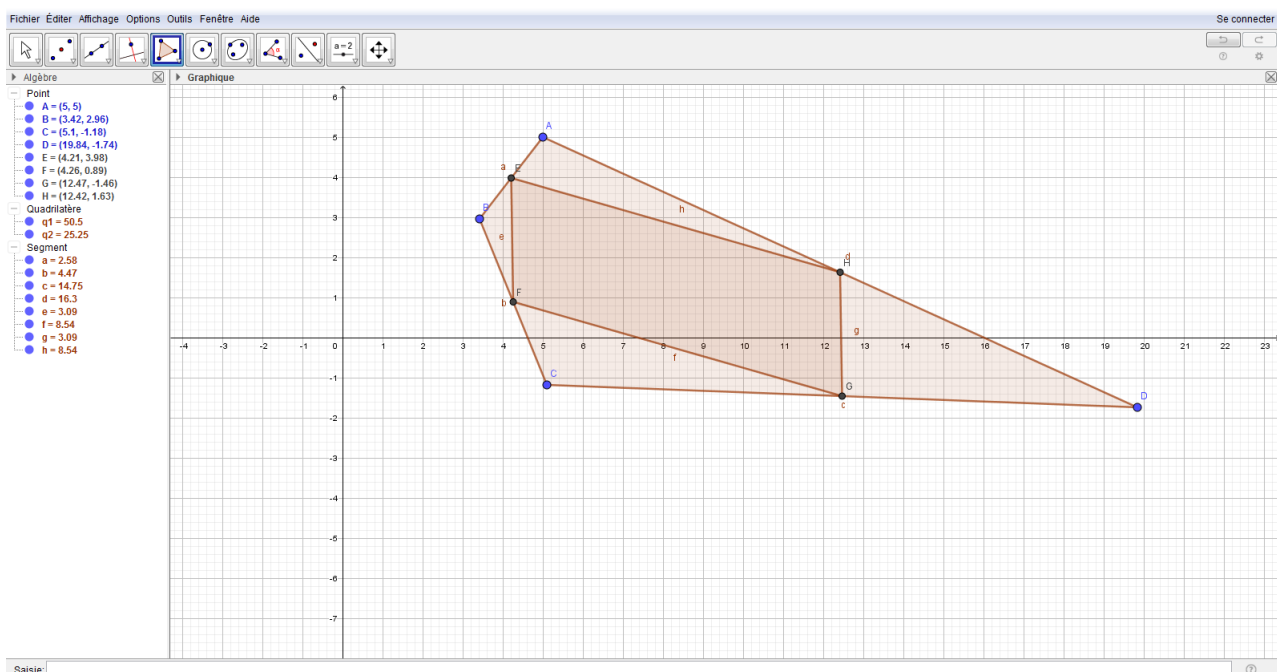 Fichier Éditer Affichage Options Outils Fenêtre Aide
Se connecter
a = 2
Algèbre
Graphique
Point
A = (5, 5)
B = (3.42, 2.96)
C = (5.1, -1.18)
D = (19.84, -1.74)
E = (4.21, 3.98)
F = (4.26, 0.89)
G = (12.47, -1.46)
H = (12.42, 1.63)
Quadrilatère
q1 = 50.5
q2 = 25.25
Segment
a = 2.58
b = 4.47
c = 14.75
d = 16.3
e = 3.09
f = 8.54
g = 3.09
h = 8.54
6
5
4
3
2
1
-4 -3 -2 -1 0 1 2 3 4 5 6 7 8 9 10 11 12 13 14 15 16 17 18 19 20 21 22 23
-1
-2
-3
-4
-5
-6
-7
A
a E
h
B
e
d
H
F
b
g
f
C
G
c
D
Saisie: